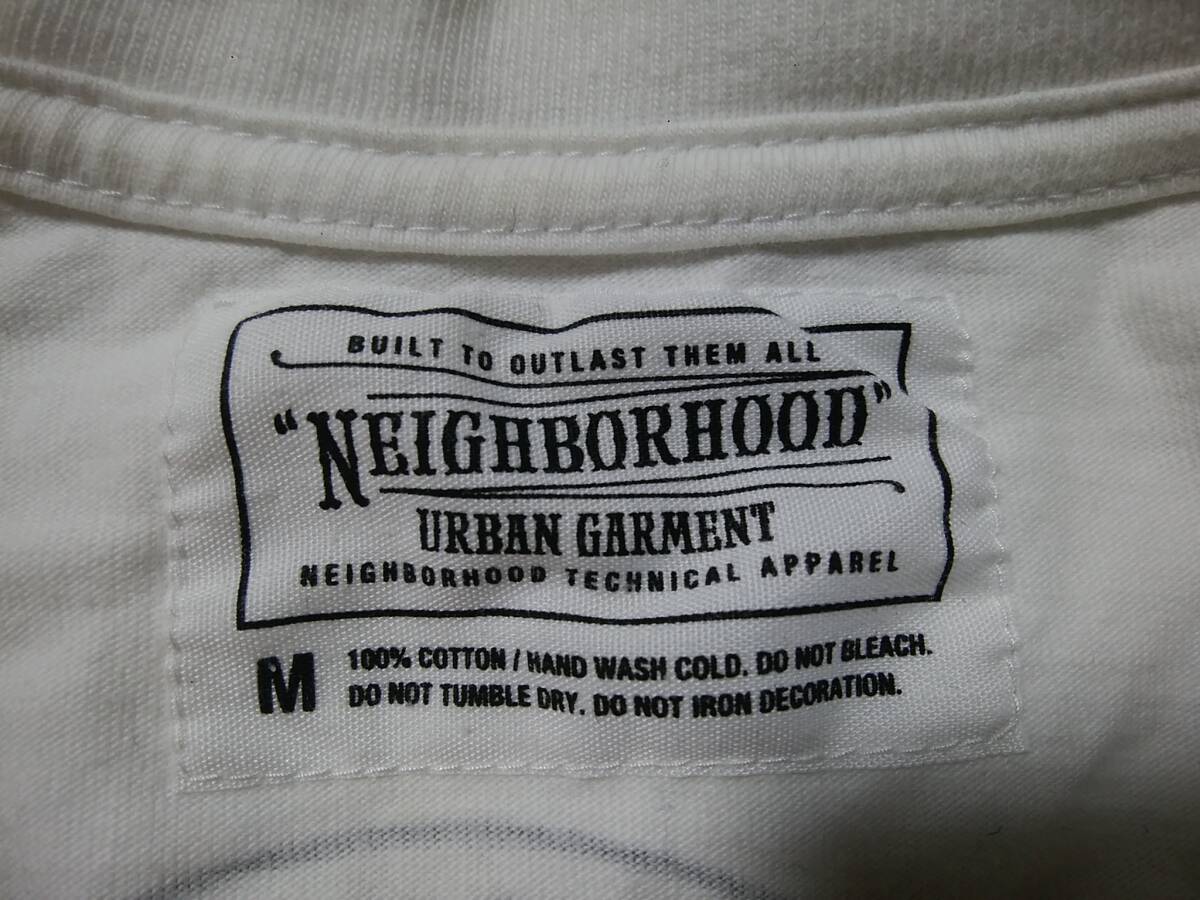 BUILT TO OUTLAST THEM ALL
"NEIGHBORHOOD"
URBAN GARMENT
NEIGHBORHOOD TECHNICAL APPAREL
M
100% COTTON / HAND WASH COLD. DO NOT BLEACH.
DO NOT TUMBLE DRY. DO NOT IRON DECORATION.